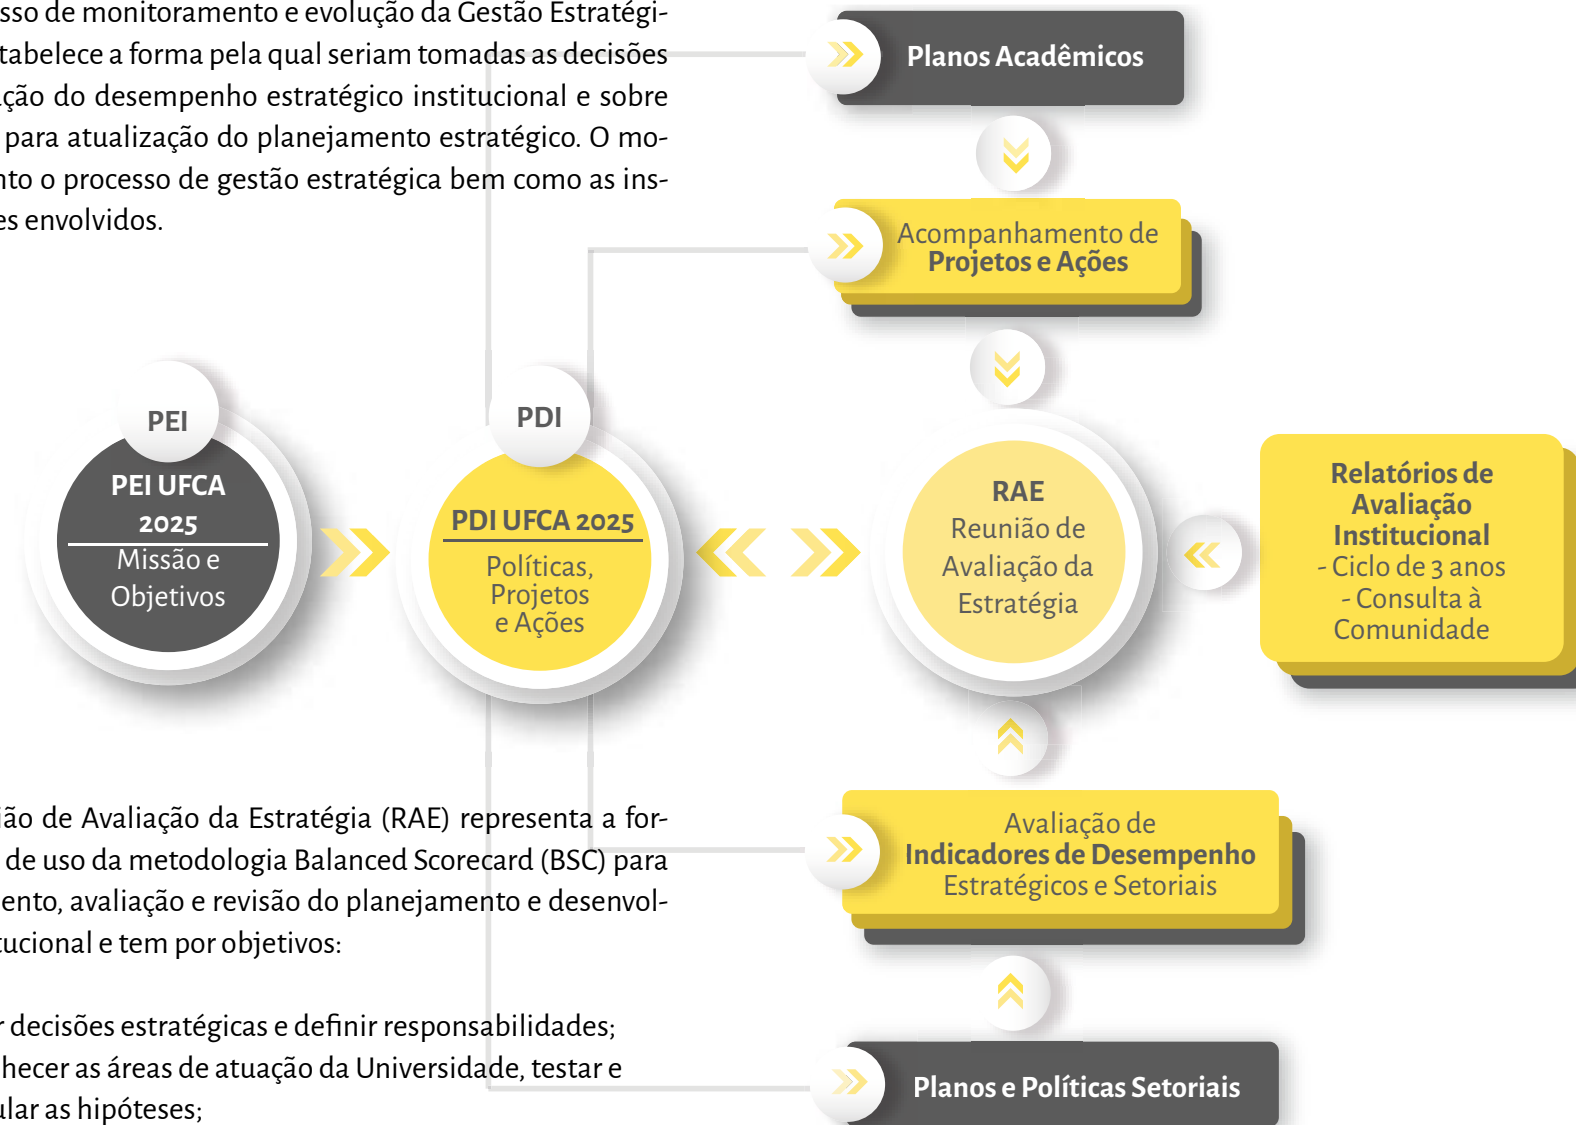 sso de monitoramento e evolução da Gestão Estratégi-
tabelece a forma pela qual seriam tomadas as decisões
ção do desempenho estratégico institucional e sobre
para atualização do planejamento estratégico. O mo-
nto o processo de gestão estratégica bem como as ins-
es envolvidos.
Planos Acadêmicos
Acompanhamento de
Projetos e Ações
PEI
PEI UFCA
2025
Missão e
Objetivos
PDI
PDI UFCA 2025
Políticas,
Projetos
e Ações
RAE
Reunião de
Avaliação da
Estratégia
Relatórios de
Avaliação
Institucional
- Ciclo de 3 anos
- Consulta à
Comunidade
ião de Avaliação da Estratégia (RAE) representa a for-
de uso da metodologia Balanced Scorecard (BSC) para
ento, avaliação e revisão do planejamento e desenvol-
tucional e tem por objetivos:
r decisões estratégicas e definir responsabilidades;
hecer as áreas de atuação da Universidade, testar e
ular as hipóteses;
Avaliação de
Indicadores de Desempenho
Estratégicos e Setoriais
Planos e Políticas Setoriais